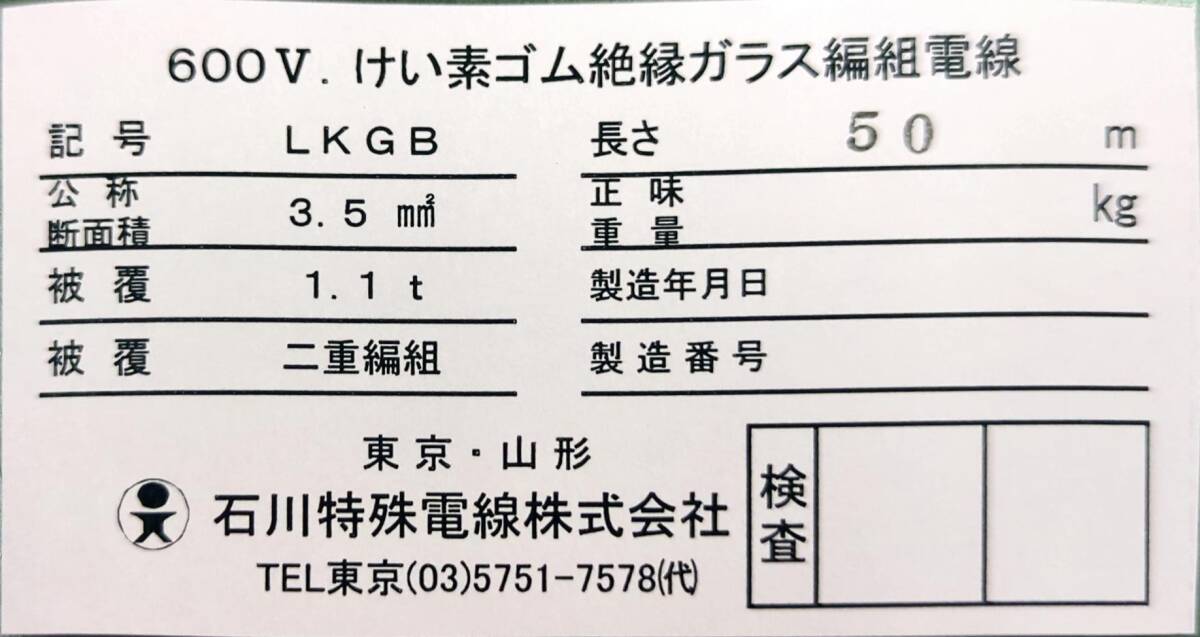 600V. けい素ゴム絶縁ガラス編組電線
記号 LKGB
公称断面積 3.5 mm²
被覆 1.1 t
被覆 二重編組
長さ 50 m
正味重量 kg
製造年月日
製造番号
東京・山形
石川特殊電線株式会社
TEL東京(03)5751-7578(代)
検査